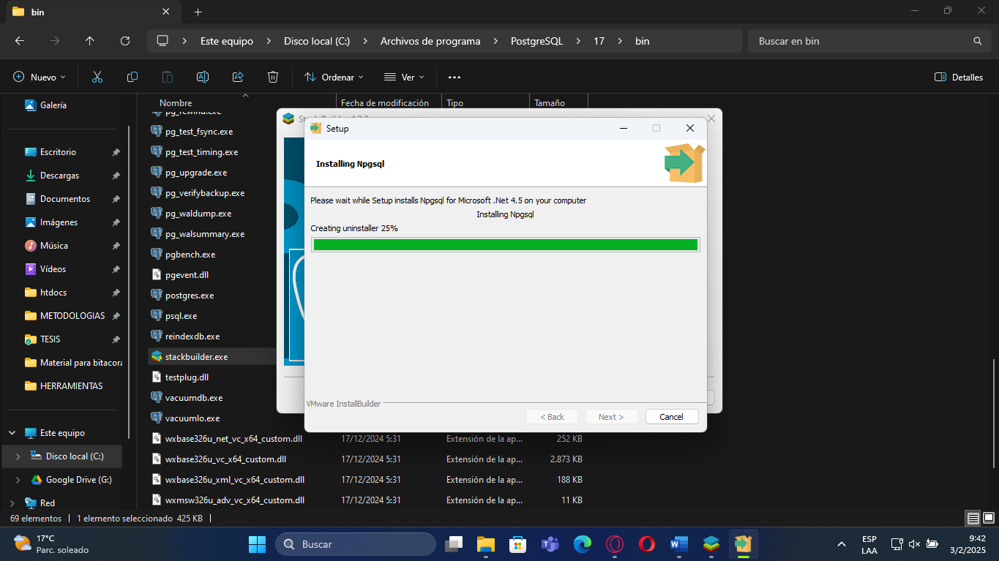 bin
Este equipo > Disco local (C:) > Archivos de programa > PostgreSQL > 17 > bin
Buscar en bin
Nuevo
Ordenar
Ver
Detalles
Galería
Escritorio
Descargas
Documentos
Imágenes
Música
Vídeos
htdocs
METODOLOGIAS
TESIS
Material para bitacora
HERRAMIENTAS
Este equipo
Disco local (C:)
Google Drive (G:)
Red
Nombre Fecha de modificación Tipo Tamaño
pg_rewind.exe
pg_test_fsync.exe
pg_test_timing.exe
pg_upgrade.exe
pg_verifybackup.exe
pg_waldump.exe
pg_walsummary.exe
pgbench.exe
pgevent.dll
postgres.exe
psql.exe
reindexdb.exe
stackbuilder.exe
testplug.dll
vacuumdb.exe
vacuumlo.exe
wxbase326u_net_vc_x64_custom.dll 17/12/2024 5:31 Extensión de la ap... 252 KB
wxbase326u_vc_x64_custom.dll 17/12/2024 5:31 Extensión de la ap... 2.873 KB
wxbase326u_xml_vc_x64_custom.dll 17/12/2024 5:31 Extensión de la ap... 188 KB
wxmsw326u_adv_vc_x64_custom.dll 17/12/2024 5:31 Extensión de la ap... 11 KB
Setup
Installing Npgsql
Please wait while Setup installs Npgsql for Microsoft .Net 4.5 on your computer
Installing Npgsql
Creating uninstaller 25%
VMware InstallBuilder
< Back
Next >
Cancel
69 elementos | 1 elemento seleccionado 425 KB |
17°C
Parc. soleado
Buscar
ESP
LAA
9:42
3/2/2025